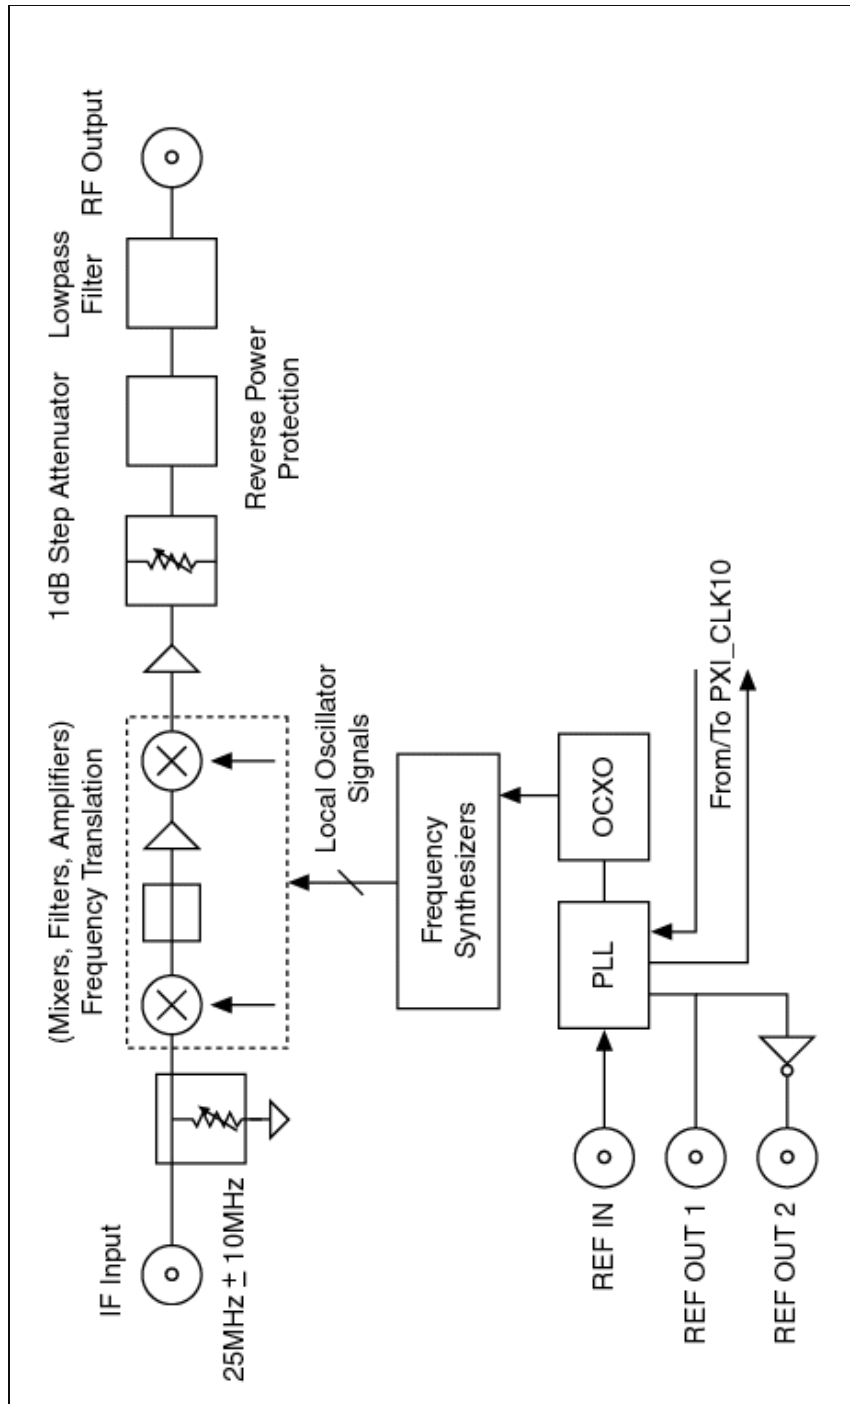 IF Input
25MHz ± 10MHz
(Mixers, Filters, Amplifiers)
Frequency Translation
1dB Step Attenuator
Reverse Power
Protection
Lowpass
Filter
RF Output
Local Oscillator
Signals
Frequency
Synthesizers
REF IN
PLL
OCXO
From/To PXI_CLK10
REF OUT 1
REF OUT 2